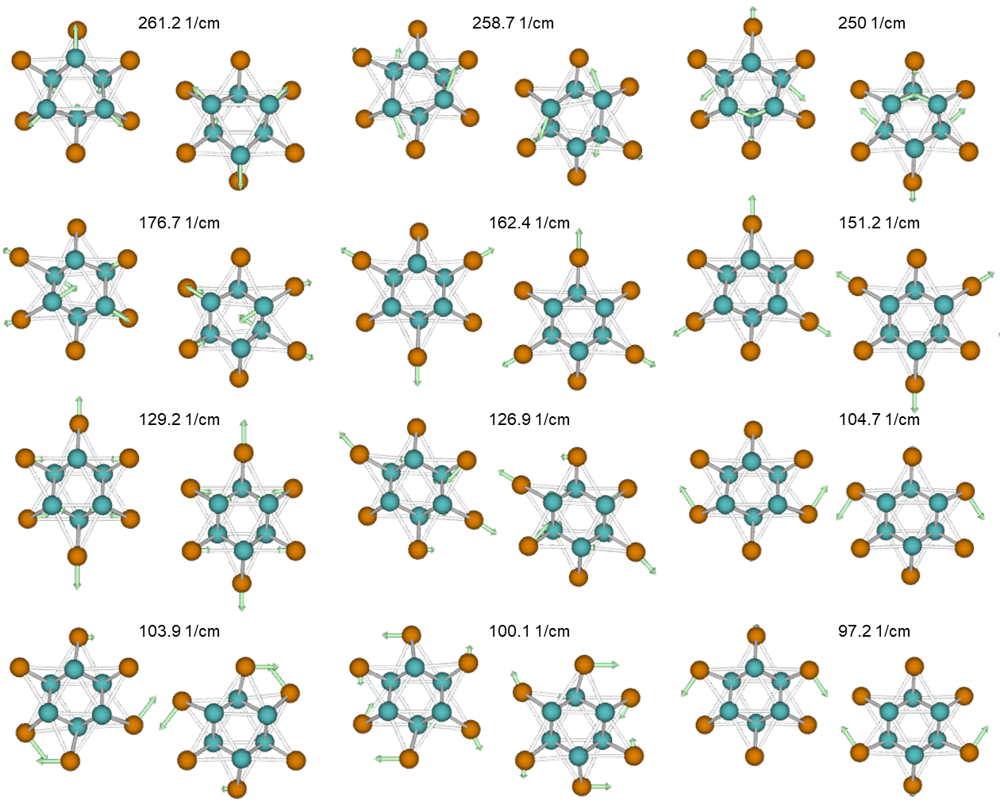 261.2 1/cm
258.7 1/cm
250 1/cm
176.7 1/cm
162.4 1/cm
151.2 1/cm
129.2 1/cm
126.9 1/cm
104.7 1/cm
103.9 1/cm
100.1 1/cm
97.2 1/cm